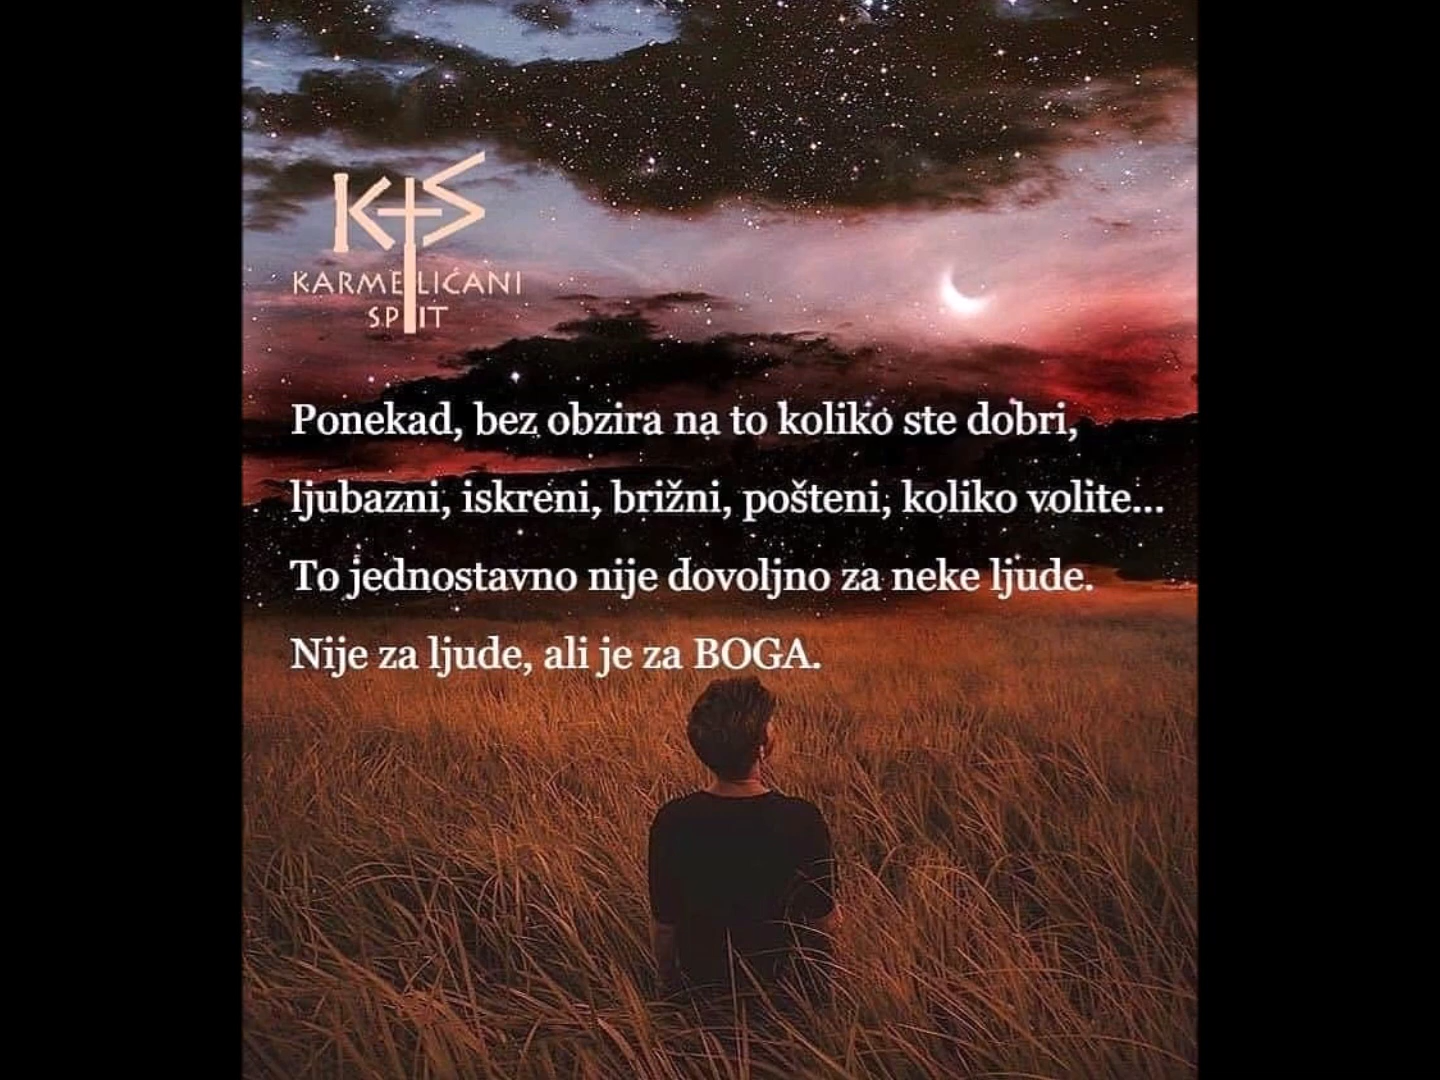 KTS
KARMELIĆANI
SPLIT
Ponekad, bez obzira na to koliko ste dobri,
ljubazni, iskreni, brižni, pošteni, koliko volite...
To jednostavno nije dovoljno za neke ljude.
Nije za ljude, ali je za BOGA.